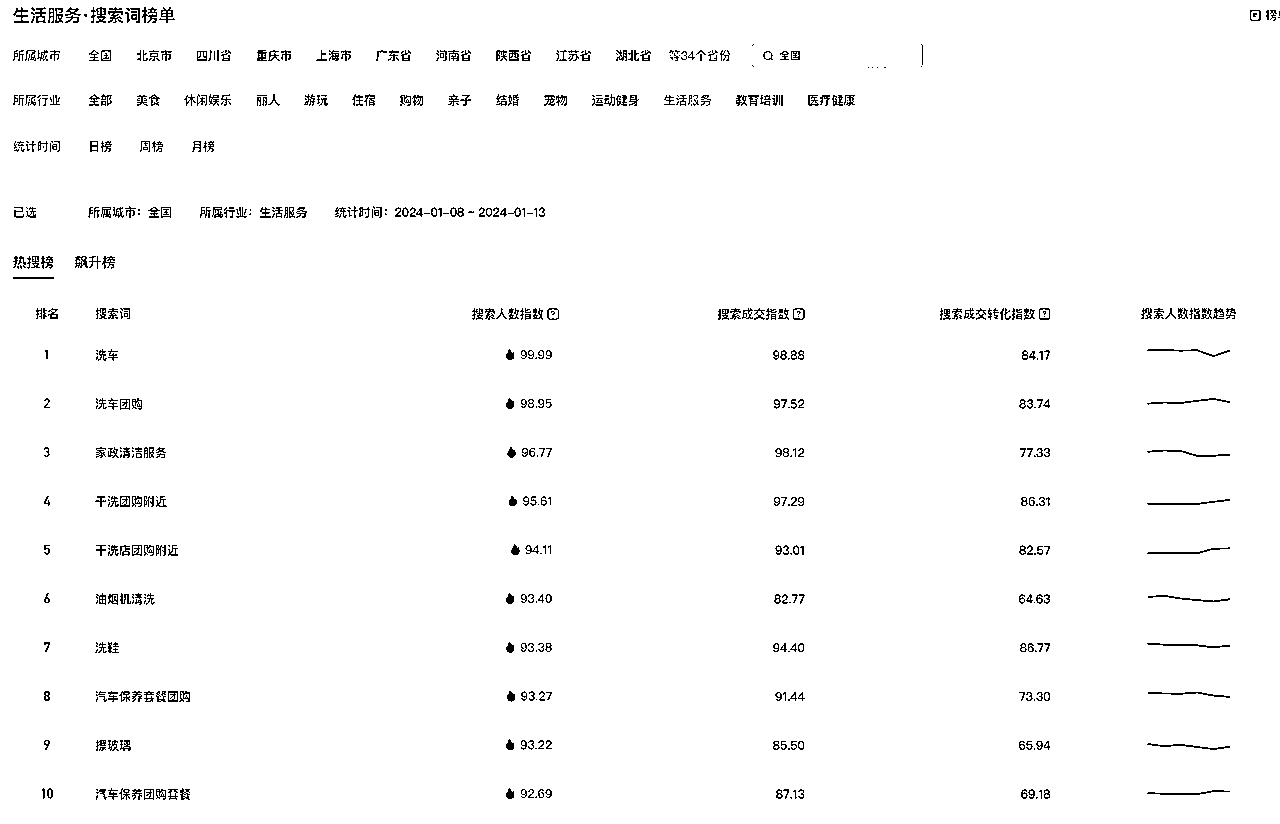 生活服务·搜索词榜单
所属城市 全国 北京市 四川省 重庆市 上海市 广东省 河南省 陕西省 江苏省 湖北省 等34个省份 全国
所属行业 全部 美食 休闲娱乐 丽人 游玩 住宿 购物 亲子 结婚 宠物 运动健身 生活服务 教育培训 医疗健康
统计时间 日榜 周榜 月榜
已选 所属城市：全国 所属行业：生活服务 统计时间：2024-01-08 ~ 2024-01-13
热搜榜 飙升榜
排名 搜索词 搜索人数指数 搜索成交指数 搜索成交转化指数 搜索人数指数趋势
1 洗车 99.99 98.88 84.17
2 洗车团购 98.95 97.52 83.74
3 家政清洁服务 96.77 98.12 77.33
4 干洗团购附近 95.61 97.29 86.31
5 干洗店团购附近 94.11 93.01 82.57
6 油烟机清洗 93.40 82.77 64.63
7 洗鞋 93.38 94.40 86.77
8 汽车保养套餐团购 93.27 91.44 73.30
9 擦玻璃 93.22 85.50 65.94
10 汽车保养团购套餐 92.69 87.13 69.18